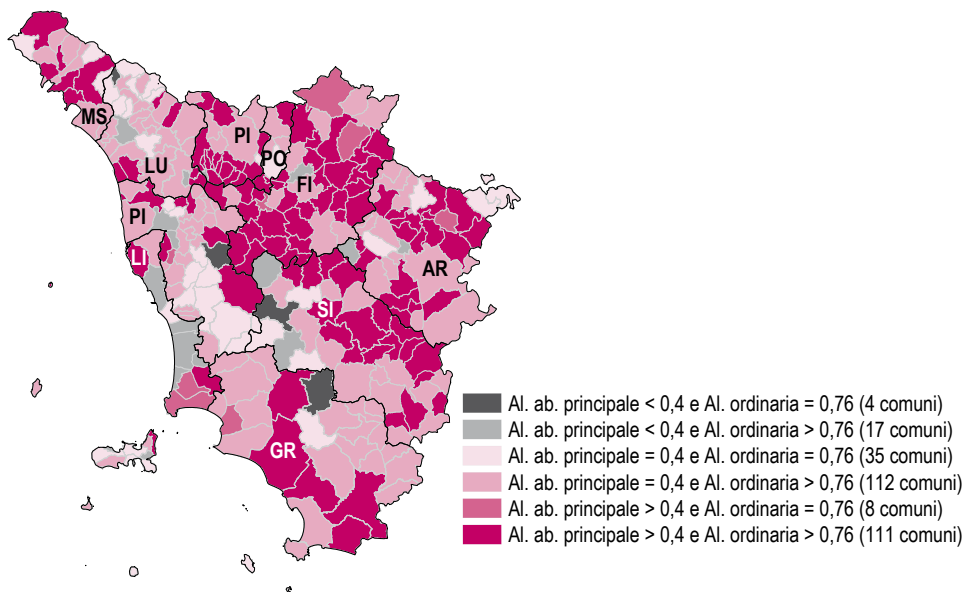 MS
PI
PO
LU
FI
PI
LI
AR
SI
GR
Al. ab. principale < 0,4 e Al. ordinaria = 0,76 (4 comuni)
Al. ab. principale < 0,4 e Al. ordinaria > 0,76 (17 comuni)
Al. ab. principale = 0,4 e Al. ordinaria = 0,76 (35 comuni)
Al. ab. principale = 0,4 e Al. ordinaria > 0,76 (112 comuni)
Al. ab. principale > 0,4 e Al. ordinaria = 0,76 (8 comuni)
Al. ab. principale > 0,4 e Al. ordinaria > 0,76 (111 comuni)